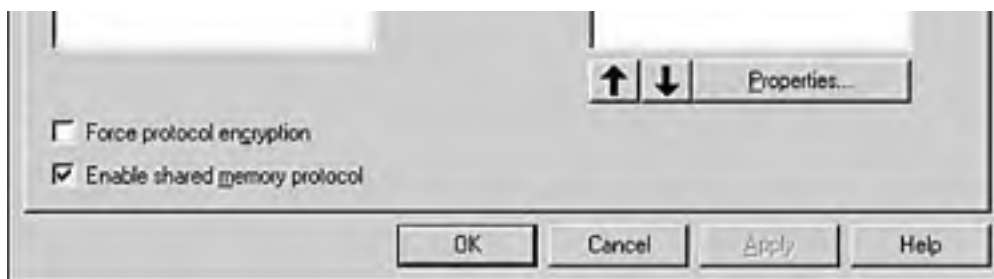 Properties...
Force protocol encryption
Enable shared memory protocol
OK Cancel Apply Help